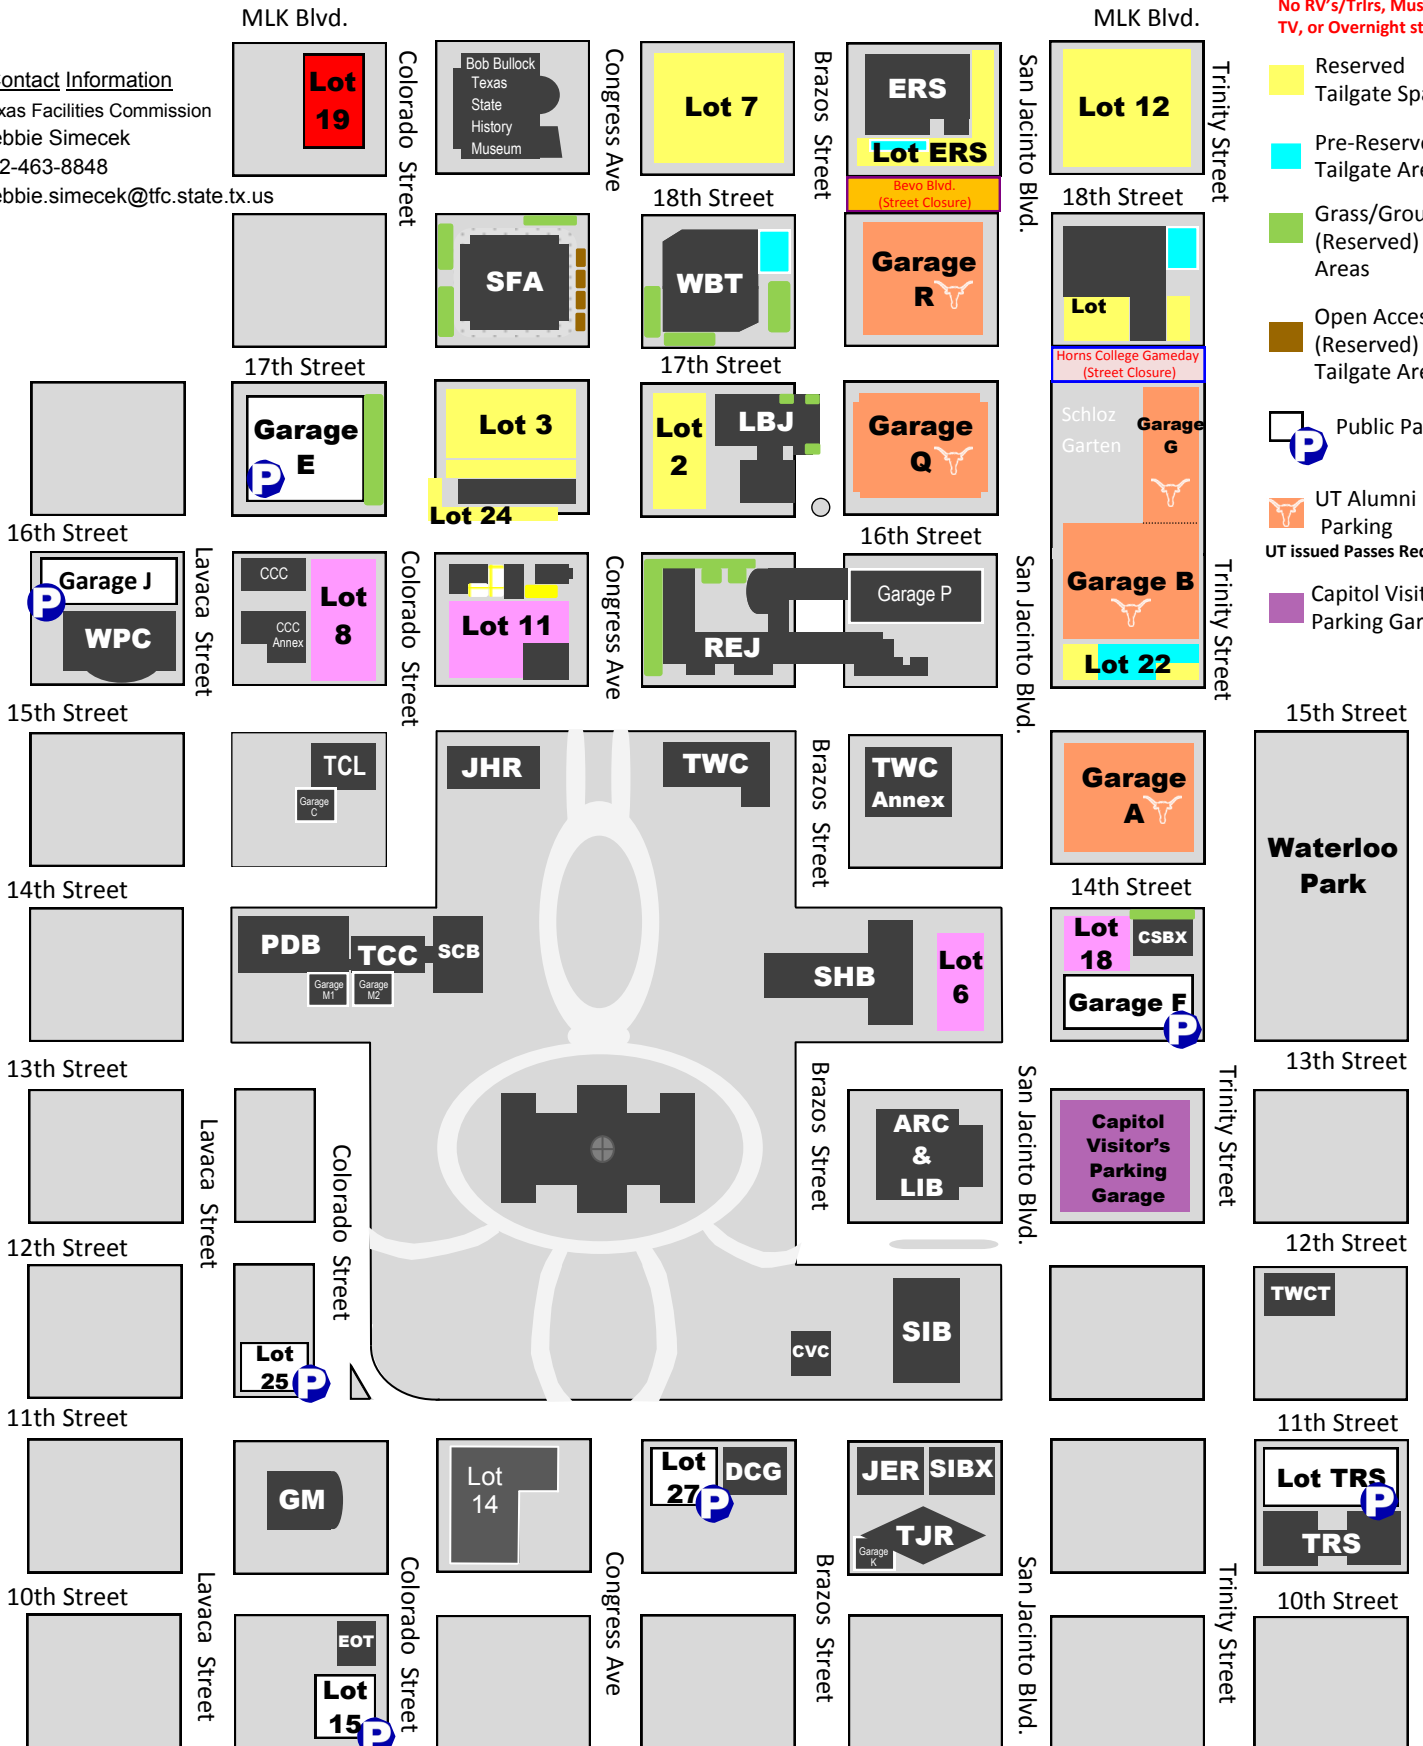 MLK Blvd.
MLK Blvd.
No RV's/Trlrs, Mus
TV, or Overnight st
ontact Information
xas Facilities Commission
ebbie Simecek
2-463-8848
ebbie.simecek@tfc.state.tx.us
Lot
19
Colorado Street
Bob Bullock
Texas
State
History
Museum
Congress Ave
Lot 7
Brazos Street
ERS
Lot ERS
San Jacinto Blvd.
Lot 12
Trinity Street
Reserved
Tailgate Spa
Pre-Reserve
Tailgate Are
Grass/Grou
(Reserved)
Areas
Open Acces
(Reserved)
Tailgate Are
P
Public Pa
UT Alumni
Parking
UT issued Passes Req
Capitol Visit
Parking Gar
18th Street
Bevo Blvd.
(Street Closure)
18th Street
SFA
WBT
Garage
R
Lot
17th Street
17th Street
Horns College Gameday
(Street Closure)
Garage
E
P
Lot 3
Lot 24
Lot
2
LBJ
Garage
Q
Schloz
Garten
Garage
G
16th Street
16th Street
Garage J
P
WPC
Lavaca Street
CCC
CCC
Annex
Lot
8
Colorado Street
Lot 11
Congress Ave
REJ
Garage P
San Jacinto Blvd.
Garage B
Lot 22
Trinity Street
15th Street
15th Street
TCL
Garage
C
JHR
TWC
Brazos Street
TWC
Annex
Garage
A
Waterloo
Park
14th Street
14th Street
PDB
TCC
SCB
Garage
M1
Garage
M2
SHB
Lot
6
Lot
18
CSBX
Garage F
P
13th Street
13th Street
Lavaca Street
Colorado Street
Brazos Street
ARC
&
LIB
San Jacinto Blvd.
Capitol
Visitor's
Parking
Garage
Trinity Street
12th Street
12th Street
Lot
25
P
CVC
SIB
TWCT
11th Street
11th Street
GM
Lot
14
Lot
27
P
DCG
JER
SIBX
TJR
Garage
K
Lot TRS
P
TRS
10th Street
10th Street
Lavaca Street
EOT
Lot
15
P
Colorado Street
Congress Ave
Brazos Street
San Jacinto Blvd.
Trinity Street